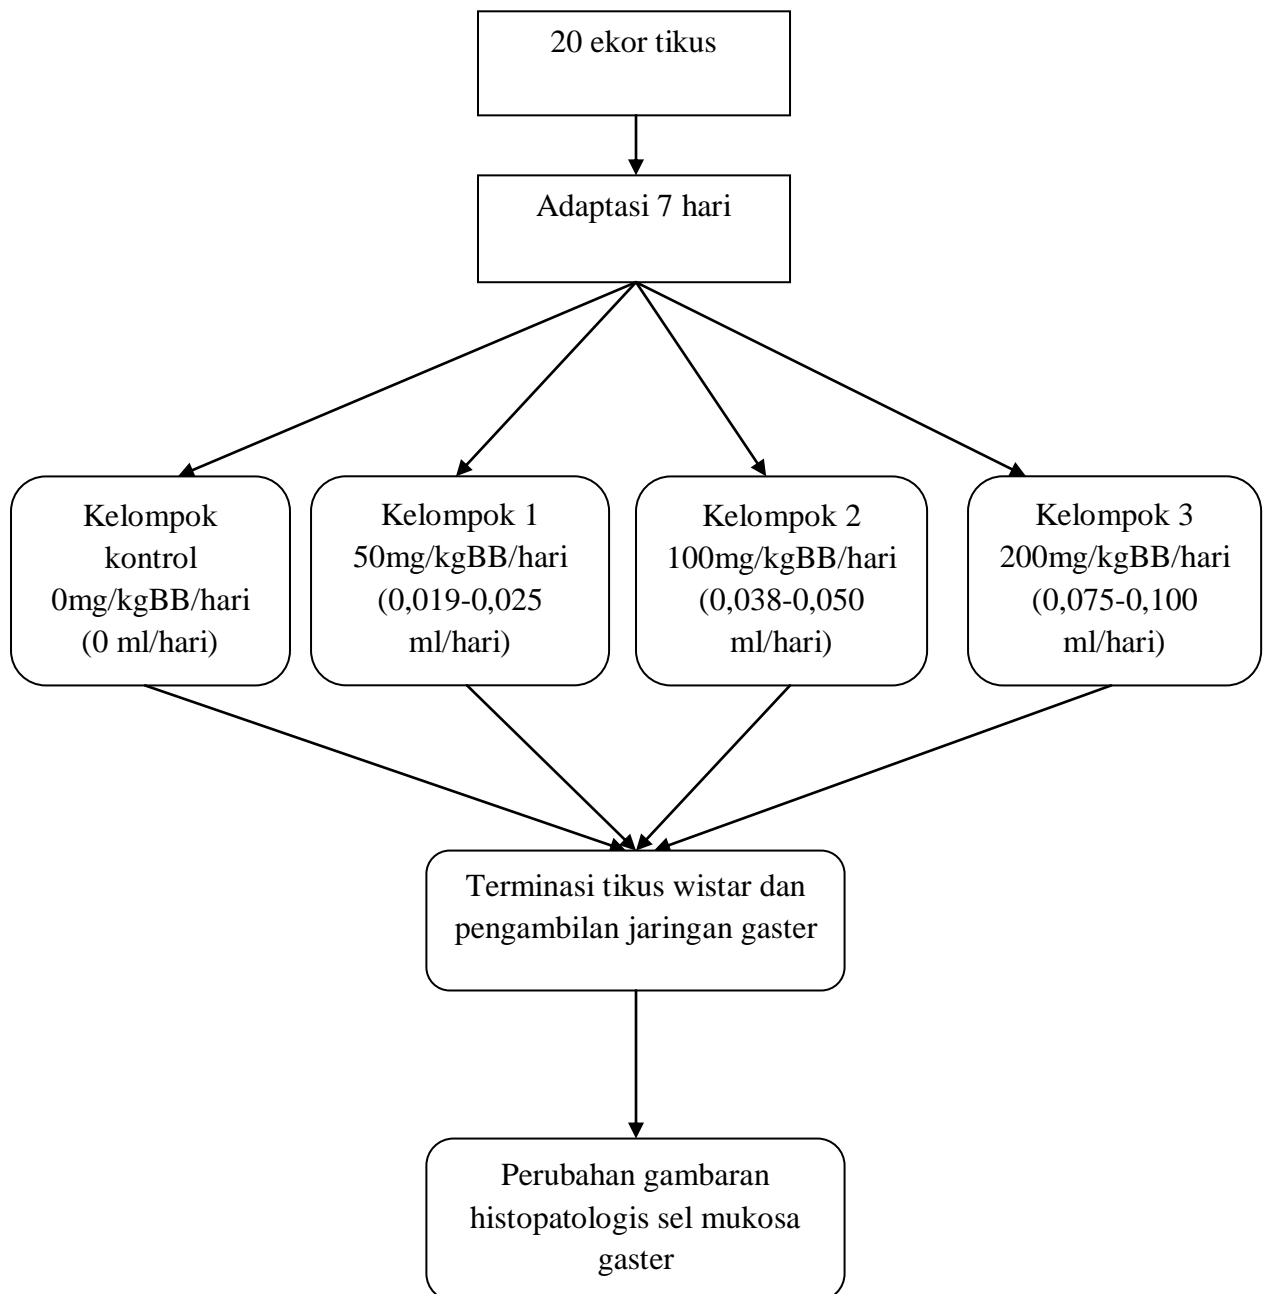 20 ekor tikus
Adaptasi 7 hari
Kelompok
kontrol
0mg/kgBB/hari
(0 ml/hari)
Kelompok 1
50mg/kgBB/hari
(0,019-0,025
ml/hari)
Kelompok 2
100mg/kgBB/hari
(0,038-0,050
ml/hari)
Kelompok 3
200mg/kgBB/hari
(0,075-0,100
ml/hari)
Terminasi tikus wistar dan
pengambilan jaringan gaster
Perubahan gambaran
histopatologis sel mukosa
gaster